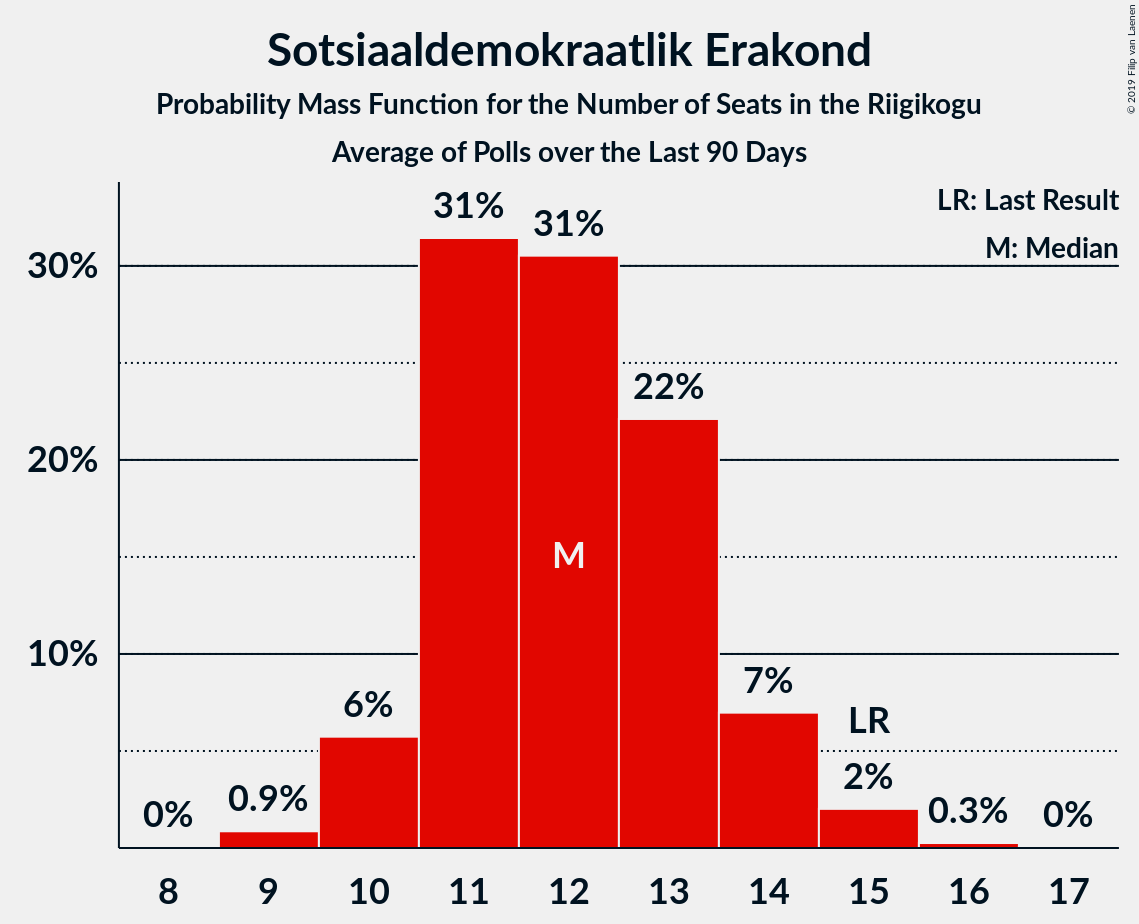 Sotsiaaldemokraatlik Erakond
Probability Mass Function for the Number of Seats in the Riigikogu
Average of Polls over the Last 90 Days
© 2019 Filip van Laenen
LR: Last Result
M: Median
31%
31%
30%
22%
20%
M
10%
7%
6%
LR
2%
0.9%
0.3%
0%
0%
8 9 10 11 12 13 14 15 16 17